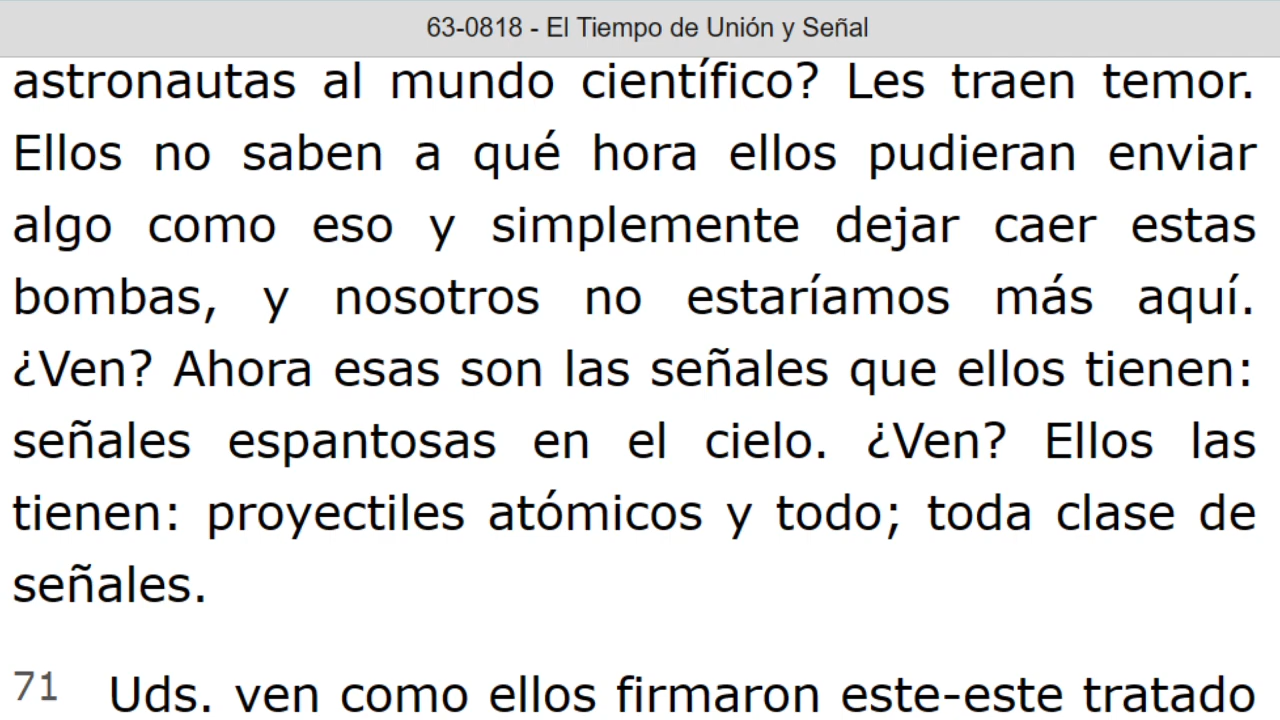 63-0818 - El Tiempo de Unión y Señal
astronautas al mundo científico? Les traen temor.
Ellos no saben a qué hora ellos pudieran enviar
algo como eso y simplemente dejar caer estas
bombas, y nosotros no estaríamos más aquí.
¿Ven? Ahora esas son las señales que ellos tienen:
señales espantosas en el cielo. ¿Ven? Ellos las
tienen: proyectiles atómicos y todo; toda clase de
señales.
71 Uds. ven como ellos firmaron este-este tratado